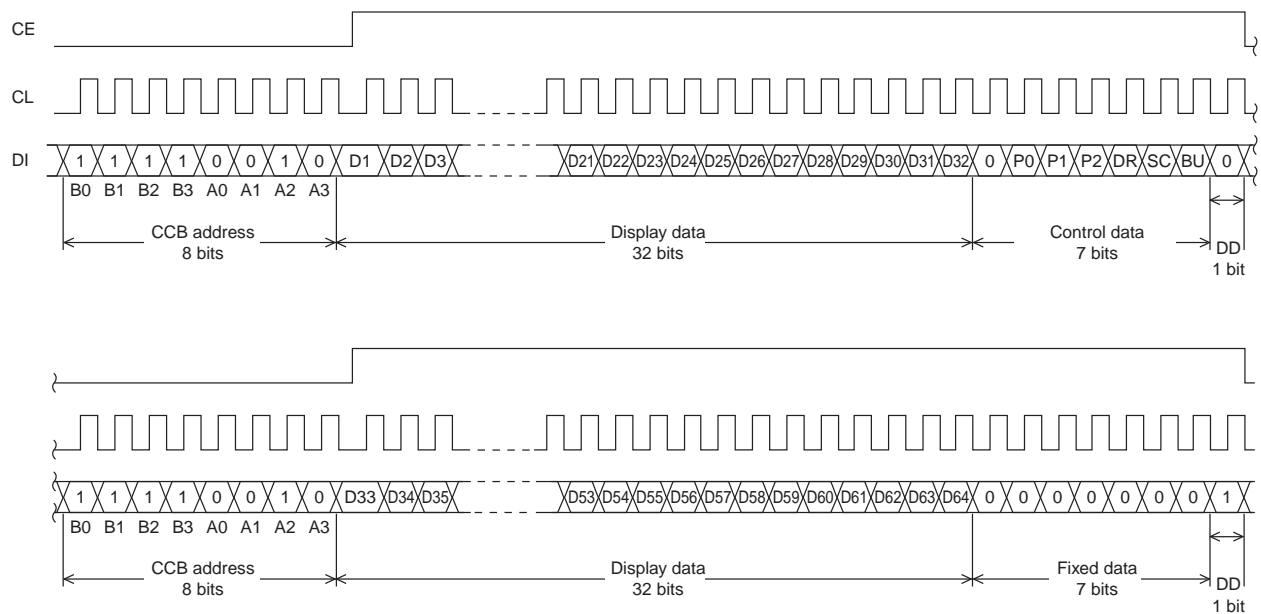 CE
CL
DI 1 1 1 1 0 0 1 0 D1 D2 D3 D21 D22 D23 D24 D25 D26 D27 D28 D29 D30 D31 D32 0 P0 P1 P2 DR SC BU 0
B0 B1 B2 B3 A0 A1 A2 A3
CCB address
8 bits
Display data
32 bits
Control data
7 bits
DD
1 bit
1 1 1 1 0 0 1 0 D33 D34 D35 D53 D54 D55 D56 D57 D58 D59 D60 D61 D62 D63 D64 0 0 0 0 0 0 0 1
B0 B1 B2 B3 A0 A1 A2 A3
CCB address
8 bits
Display data
32 bits
Fixed data
7 bits
DD
1 bit